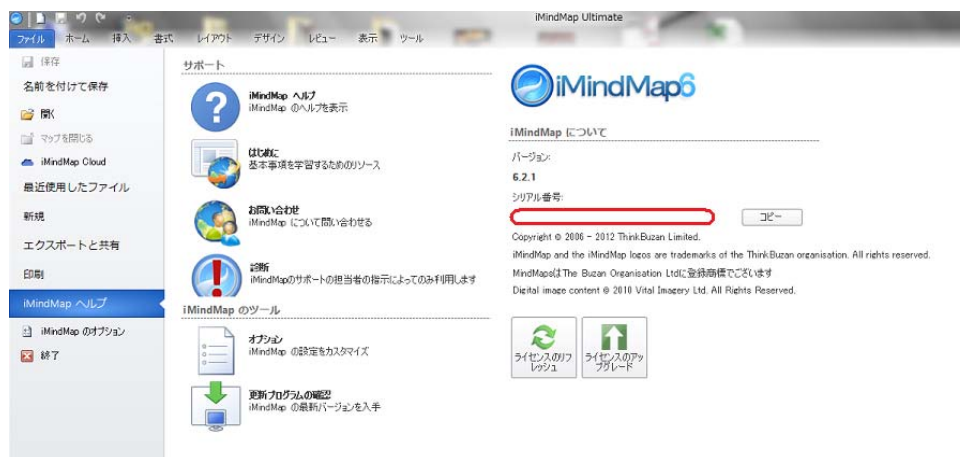 iMindMap Ultimate
ファイル ホーム 挿入 書式 レイアウト デザイン レビュー 表示 ツール
保存
名前を付けて保存
開く
マップを閉じる
iMindMap Cloud
最近使用したファイル
新規
エクスポートと共有
印刷
iMindMap ヘルプ
iMindMap のオプション
終了
サポート
iMindMap ヘルプ
iMindMap のヘルプを表示
はじめに
基本事項を学習するためのリソース
お問い合わせ
iMindMap について問い合わせる
診断
iMindMapのサポートの担当者の指示によってのみ利用します
iMindMap のツール
オプション
iMindMap の設定をカスタマイズ
更新プログラムの確認
iMindMap の最新バージョンを入手
iMindMap6
iMindMap について
バージョン:
6.2.1
シリアル番号:
コピー
Copyright © 2006 - 2012 ThinkBuzan Limited.
iMindMap and the iMindMap logos are trademarks of the ThinkBuzan organisation. All rights reserved.
MindMapsはThe Buzan Organisation Ltdに登録商標でございます
Digital image content © 2010 Vital Imagery Ltd. All Rights Reserved.
ライセンスのリフ
レッシュ
ライセンスのアッ
プグレード